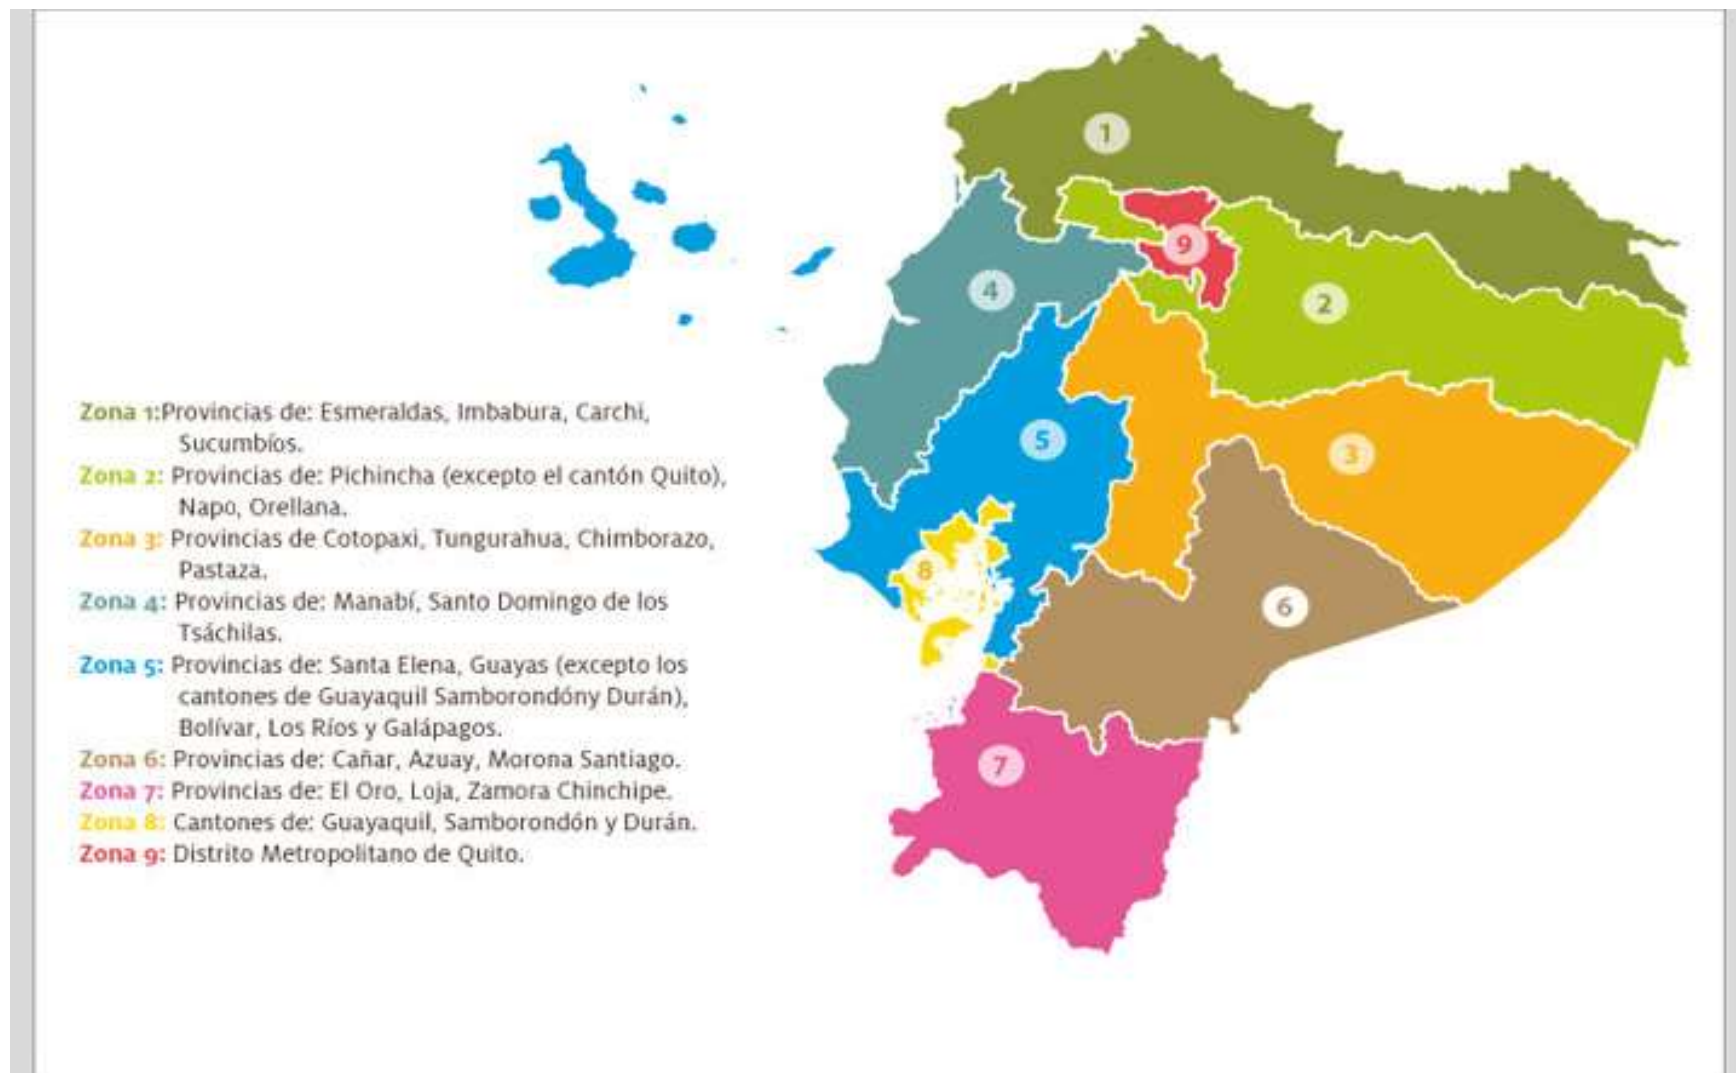 Zona 1:Provincias de: Esmeraldas, Imbabura, Carchi,
Sucumbíos.
Zona 2: Provincias de: Pichincha (excepto el cantón Quito),
Napo, Orellana.
Zona 3: Provincias de Cotopaxi, Tungurahua, Chimborazo,
Pastaza.
Zona 4: Provincias de: Manabí, Santo Domingo de los
Tsáchilas.
Zona 5: Provincias de: Santa Elena, Guayas (excepto los
cantones de Guayaquil Samborondóny Durán),
Bolívar, Los Ríos y Galápagos.
Zona 6: Provincias de: Cañar, Azuay, Morona Santiago.
Zona 7: Provincias de: El Oro, Loja, Zamora Chinchipe.
Zona 8: Cantones de: Guayaquil, Samborondón y Durán.
Zona 9: Distrito Metropolitano de Quito.
1
9
4
2
5
3
8
6
7